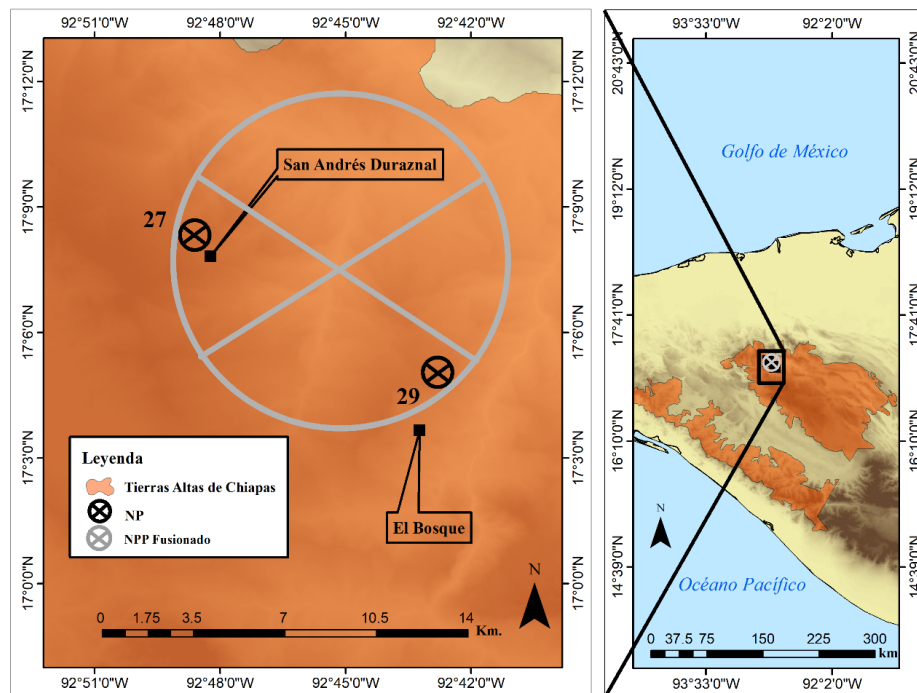 92°51'0"W 92°48'0"W 92°45'0"W 92°42'0"W
17°12'0"N 17°12'0"N
17°9'0"N 17°9'0"N
17°6'0"N 17°6'0"N
17°3'0"N 17°3'0"N
17°0'0"N 17°0'0"N
San Andrés Duraznal
27
29
El Bosque
Leyenda
Tierras Altas de Chiapas
NP
NPP Fusionado
N
0 1.75 3.5 7 10.5 14
Km.
92°51'0"W 92°48'0"W 92°45'0"W 92°42'0"W
93°33'0"W 92°2'0"W
20°43'0"N 20°43'0"N
Golfo de México
19°12'0"N 19°12'0"N
17°41'0"N 17°41'0"N
16°10'0"N 16°10'0"N
N
14°39'0"N 14°39'0"N
Océano Pacífico
0 37.5 75 150 225 300
km
93°33'0"W 92°2'0"W